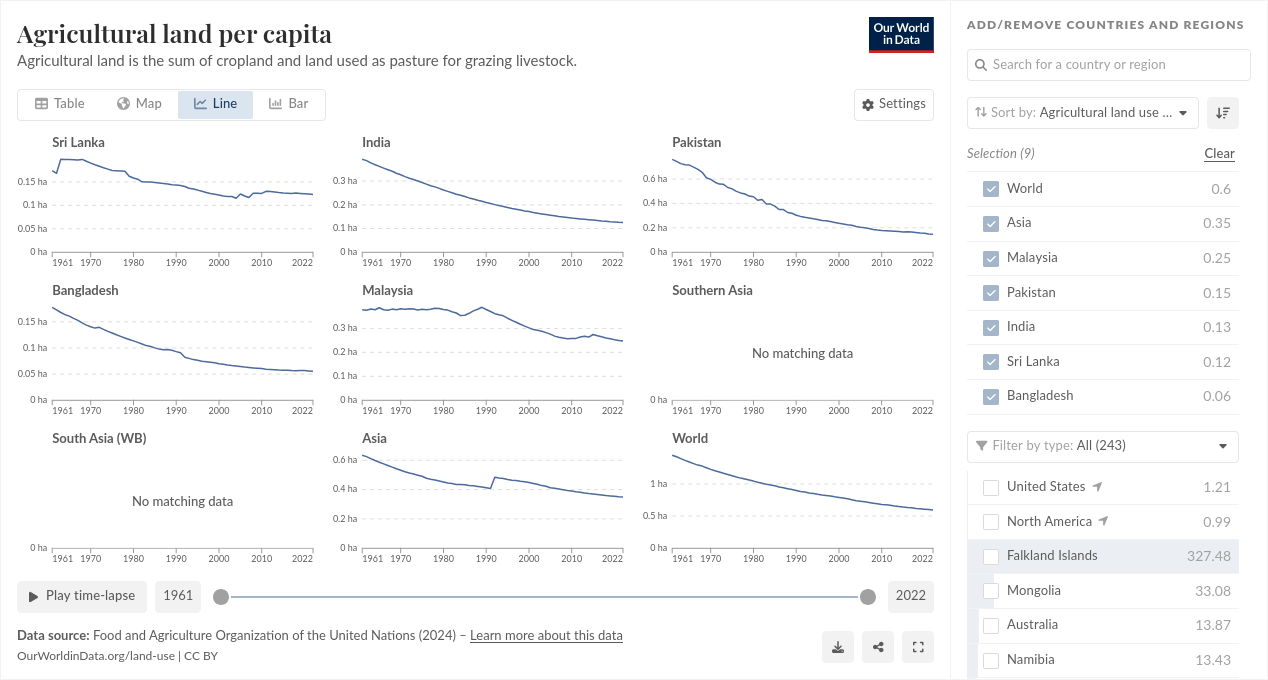 Agricultural land per capita
Agricultural land is the sum of cropland and land used as pasture for grazing livestock.
Our World
in Data
Table Map Line Bar
Settings
Sri Lanka
0.15 ha
0.1 ha
0.05 ha
0 ha
1961 1970 1980 1990 2000 2010 2022
India
0.3 ha
0.2 ha
0.1 ha
0 ha
1961 1970 1980 1990 2000 2010 2022
Pakistan
0.6 ha
0.4 ha
0.2 ha
0 ha
1961 1970 1980 1990 2000 2010 2022
Bangladesh
0.15 ha
0.1 ha
0.05 ha
0 ha
1961 1970 1980 1990 2000 2010 2022
Malaysia
0.3 ha
0.2 ha
0.1 ha
0 ha
1961 1970 1980 1990 2000 2010 2022
Southern Asia
No matching data
0 ha
1961 1970 1980 1990 2000 2010 2022
South Asia (WB)
No matching data
0 ha
1961 1970 1980 1990 2000 2010 2022
Asia
0.6 ha
0.4 ha
0.2 ha
0 ha
1961 1970 1980 1990 2000 2010 2022
World
1 ha
0.5 ha
0 ha
1961 1970 1980 1990 2000 2010 2022
Play time-lapse 1961 2022
Data source: Food and Agriculture Organization of the United Nations (2024) – Learn more about this data
OurWorldinData.org/land-use | CC BY
ADD/REMOVE COUNTRIES AND REGIONS
Search for a country or region
Sort by: Agricultural land use ...
Selection (9) Clear
World 0.6
Asia 0.35
Malaysia 0.25
Pakistan 0.15
India 0.13
Sri Lanka 0.12
Bangladesh 0.06
Filter by type: All (243)
United States 1.21
North America 0.99
Falkland Islands 327.48
Mongolia 33.08
Australia 13.87
Namibia 13.43